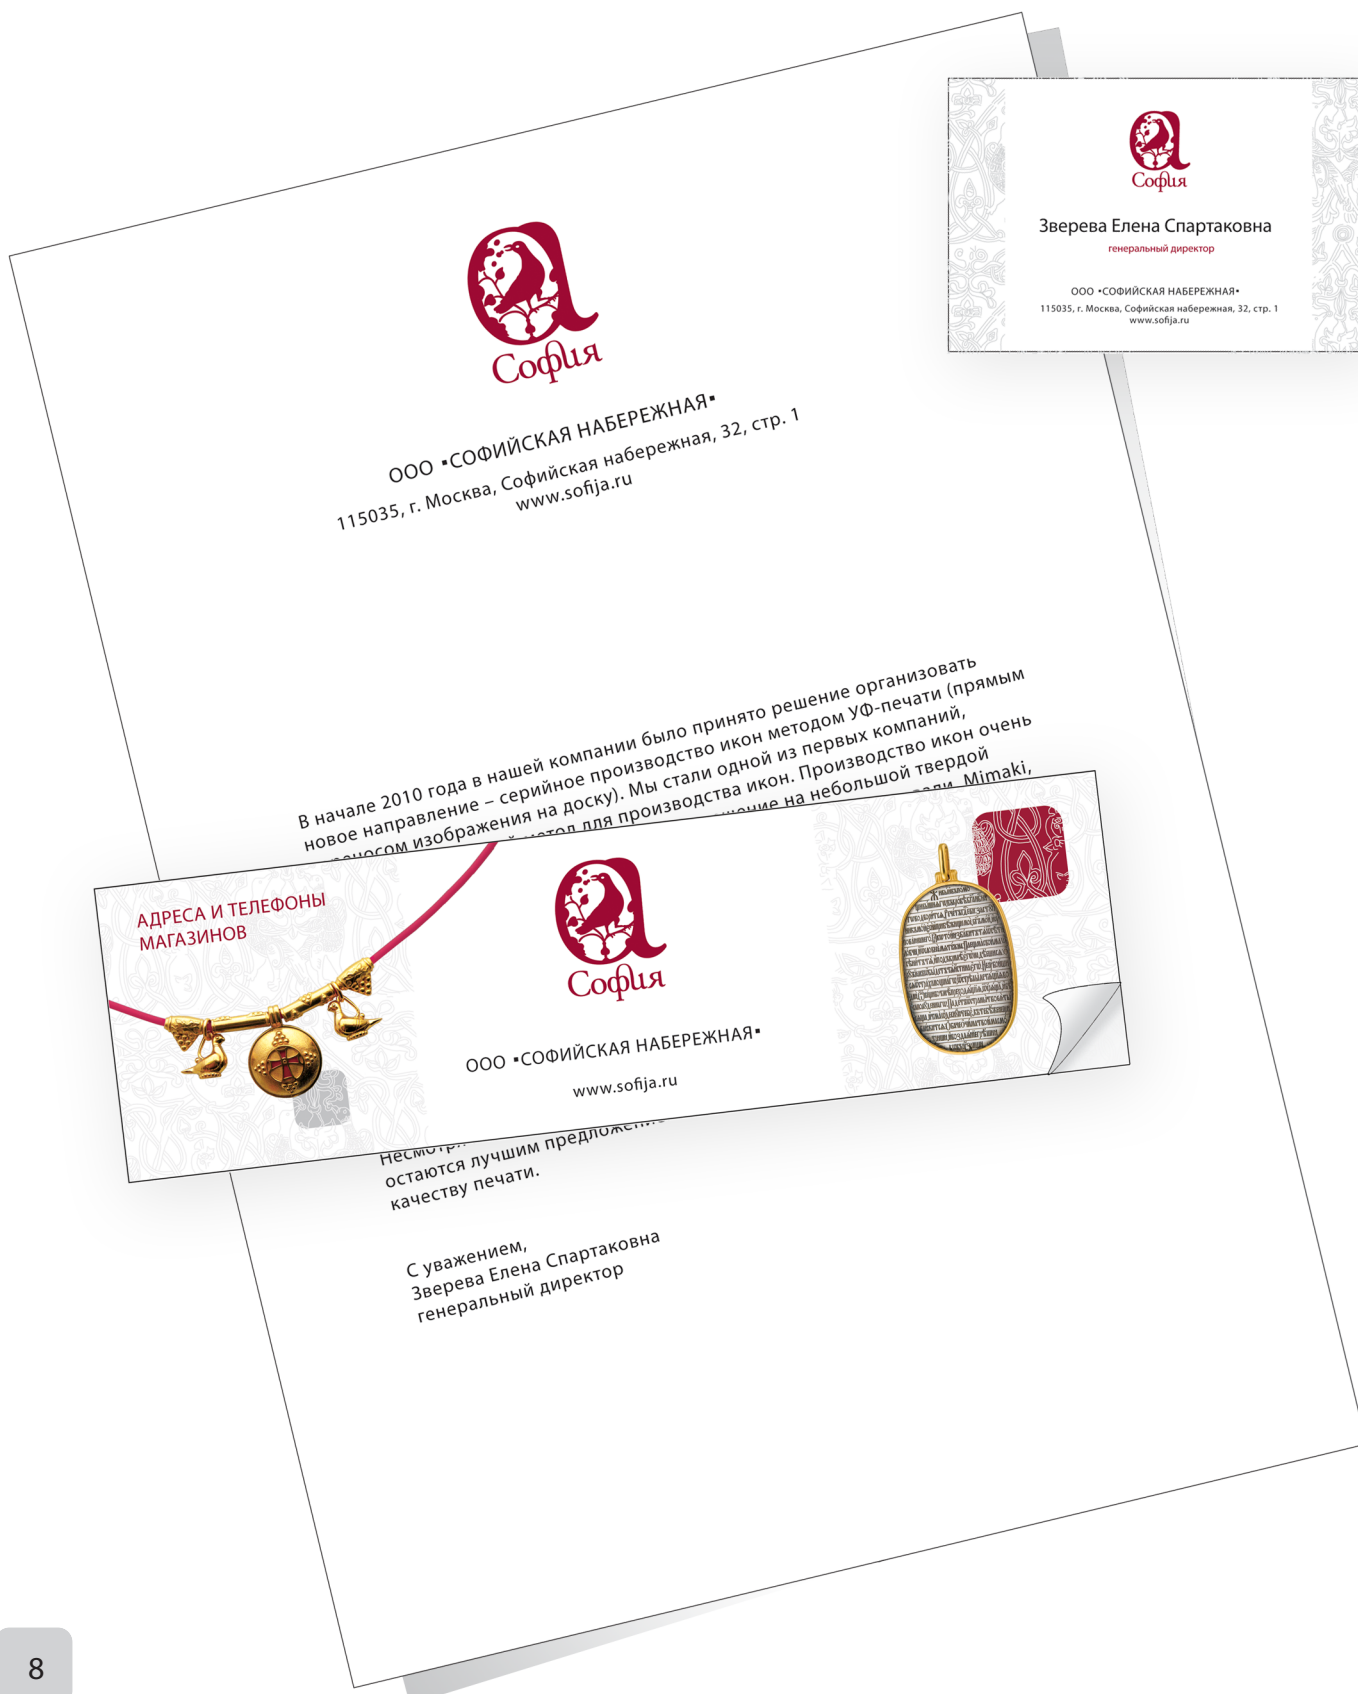 София
Зверева Елена Спартаковна
генеральный директор
ООО ▪СОФИЙСКАЯ НАБЕРЕЖНАЯ▪
115035, г. Москва, Софийская набережная, 32, стр. 1
www.sofija.ru
София
ООО ▪СОФИЙСКАЯ НАБЕРЕЖНАЯ▪
115035, г. Москва, Софийская набережная, 32, стр. 1
www.sofija.ru
В начале 2010 года в нашей компании было принято решение организовать
новое направление – серийное производство икон методом УФ-печати (прямым
изображения на доску). Мы стали одной из первых компаний,
метод для производства икон. Производство икон очень
на небольшой твердой
Mimaki,
АДРЕСА И ТЕЛЕФОНЫ
МАГАЗИНОВ
София
ООО ▪СОФИЙСКАЯ НАБЕРЕЖНАЯ▪
www.sofija.ru
остаются лучшим
качеству печати.
С уважением,
Зверева Елена Спартаковна
генеральный директор
8